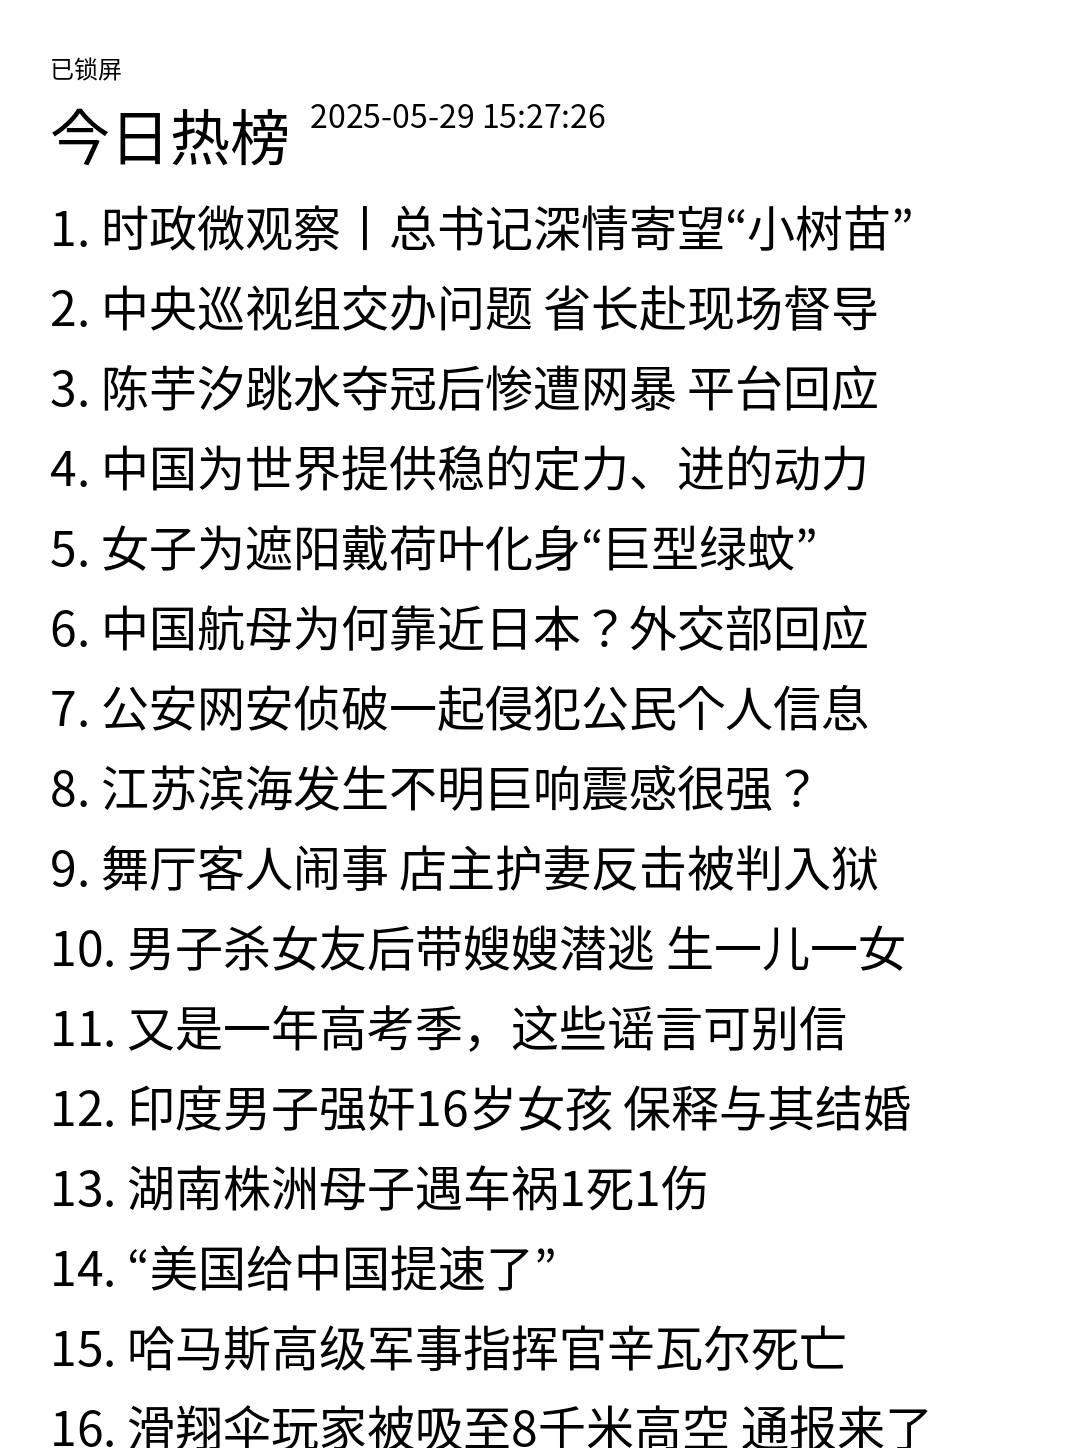 已锁屏
今日热榜 2025-05-29 15:27:26
1. 时政微观察丨总书记深情寄望“小树苗”
2. 中央巡视组交办问题 省长赴现场督导
3. 陈芋汐跳水夺冠后惨遭网暴 平台回应
4. 中国为世界提供稳的定力、进的动力
5. 女子为遮阳戴荷叶化身“巨型绿蚊”
6. 中国航母为何靠近日本？外交部回应
7. 公安网安侦破一起侵犯公民个人信息
8. 江苏滨海发生不明巨响震感很强？
9. 舞厅客人闹事 店主护妻反击被判入狱
10. 男子杀女友后带嫂嫂潜逃 生一儿一女
11. 又是一年高考季，这些谣言可别信
12. 印度男子强奸16岁女孩 保释与其结婚
13. 湖南株洲母子遇车祸1死1伤
14. “美国给中国提速了”
15. 哈马斯高级军事指挥官辛瓦尔死亡
16. 滑翔伞玩家被吸至8千米高空 通报来了